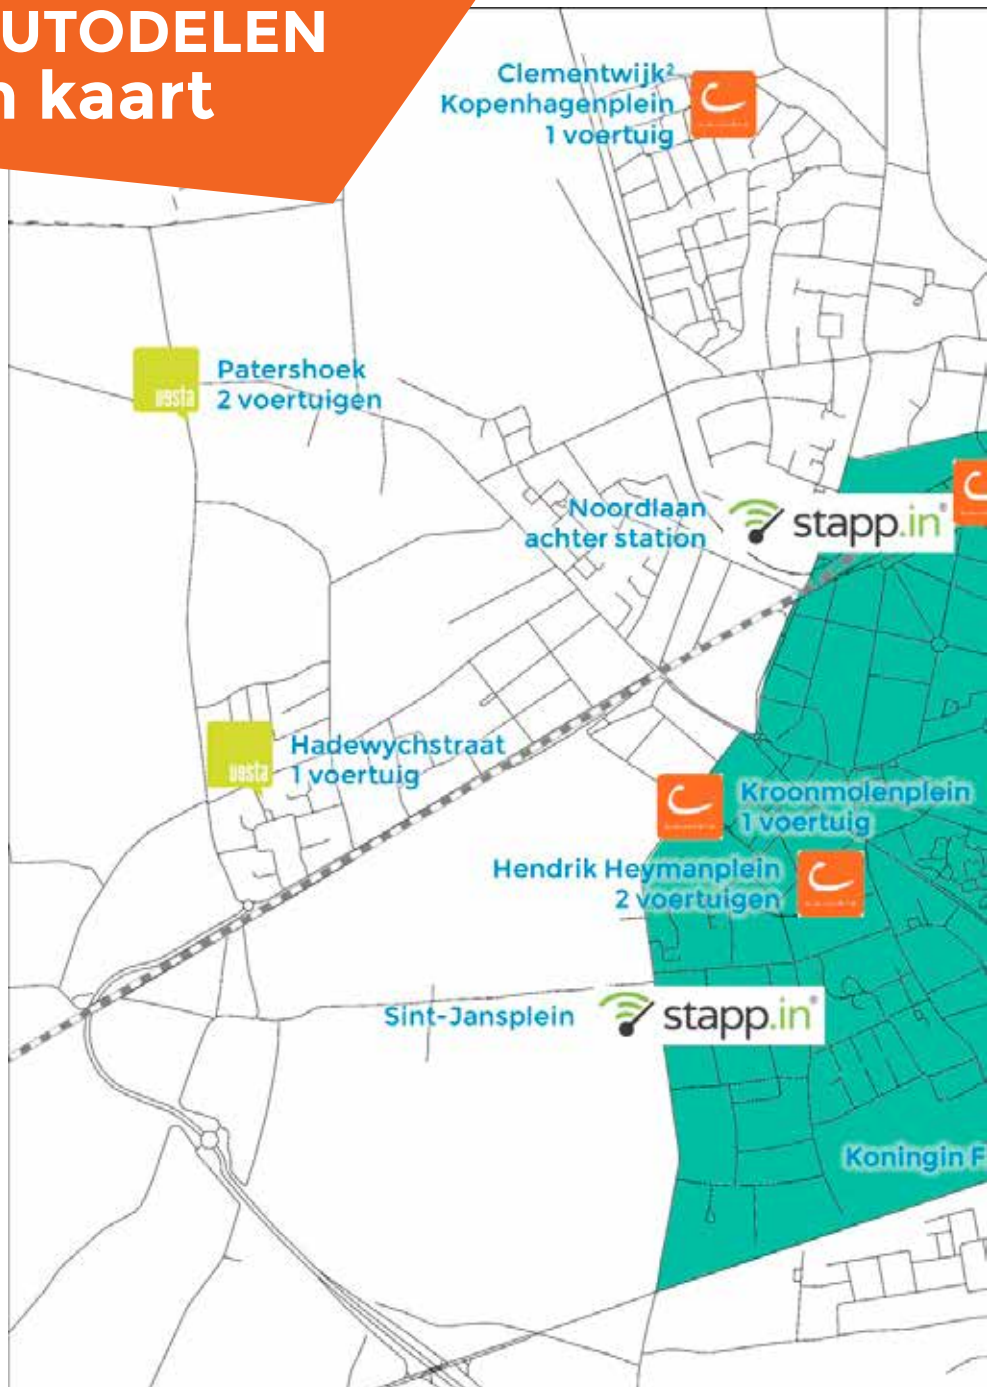 UTODELEN
n kaart
Clementwijk²
Kopenhagenplein
1 voertuig
Patershoek
2 voertuigen
Noordlaan
achter station
stapp.in®
Hadewychstraat
1 voertuig
Kroonmolenplein
1 voertuig
Hendrik Heymanplein
2 voertuigen
Sint-Jansplein
stapp.in®
Koningin F